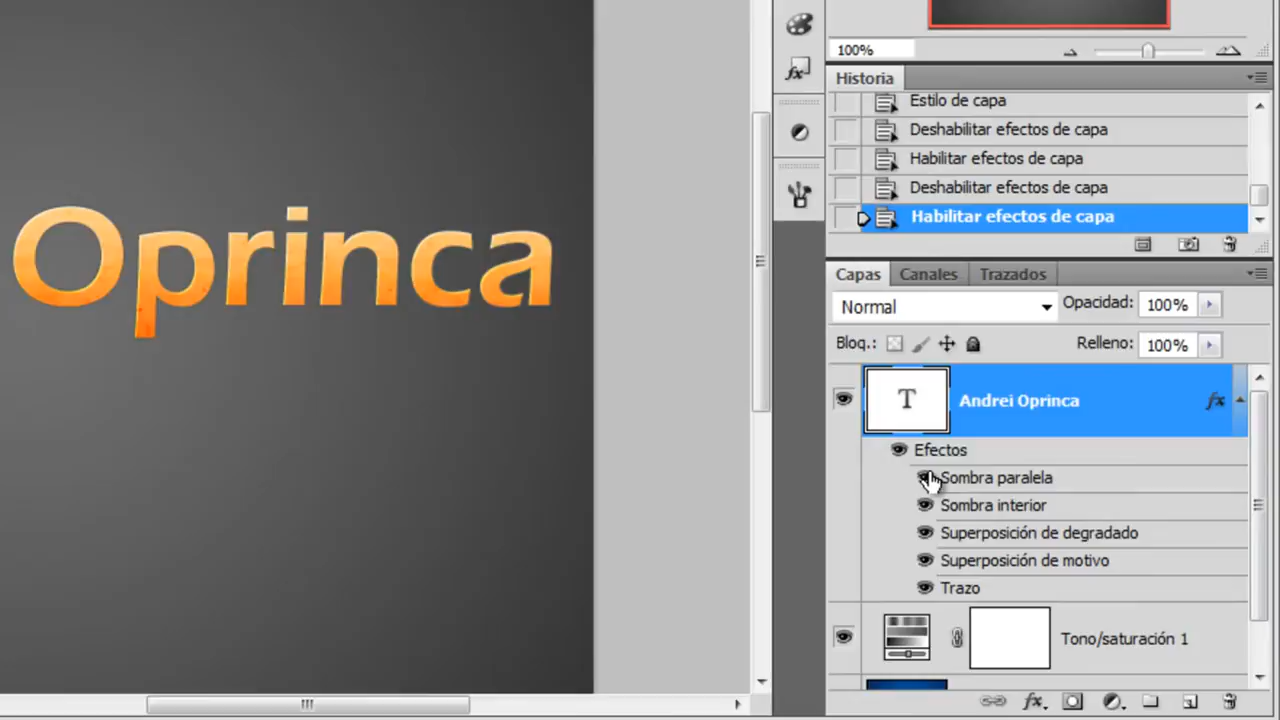 Oprinca
100%
Historia
Estilo de capa
Deshabilitar efectos de capa
Habilitar efectos de capa
Deshabilitar efectos de capa
Habilitar efectos de capa
Capas Canales Trazados
Normal Opacidad: 100%
Bloq.: Relleno: 100%
T Andrei Oprinca fx
Efectos
Sombra paralela
Sombra interior
Superposición de degradado
Superposición de motivo
Trazo
Tono/saturación 1
fx